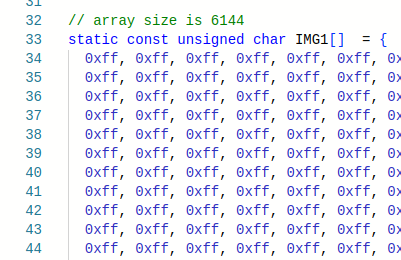 31
32 // array size is 6144
33 static const unsigned char IMG1[] = {
34 0xff, 0xff, 0xff, 0xff, 0xff, 0xff, 0x
35 0xff, 0xff, 0xff, 0xff, 0xff, 0xff, 0x
36 0xff, 0xff, 0xff, 0xff, 0xff, 0xff, 0x
37 0xff, 0xff, 0xff, 0xff, 0xff, 0xff, 0x
38 0xff, 0xff, 0xff, 0xff, 0xff, 0xff, 0x
39 0xff, 0xff, 0xff, 0xff, 0xff, 0xff, 0x
40 0xff, 0xff, 0xff, 0xff, 0xff, 0xff, 0x
41 0xff, 0xff, 0xff, 0xff, 0xff, 0xff, 0x
42 0xff, 0xff, 0xff, 0xff, 0xff, 0xff, 0x
43 0xff, 0xff, 0xff, 0xff, 0xff, 0xff, 0x
44 0xff, 0xff, 0xff, 0xff, 0xff, 0xff, 0x